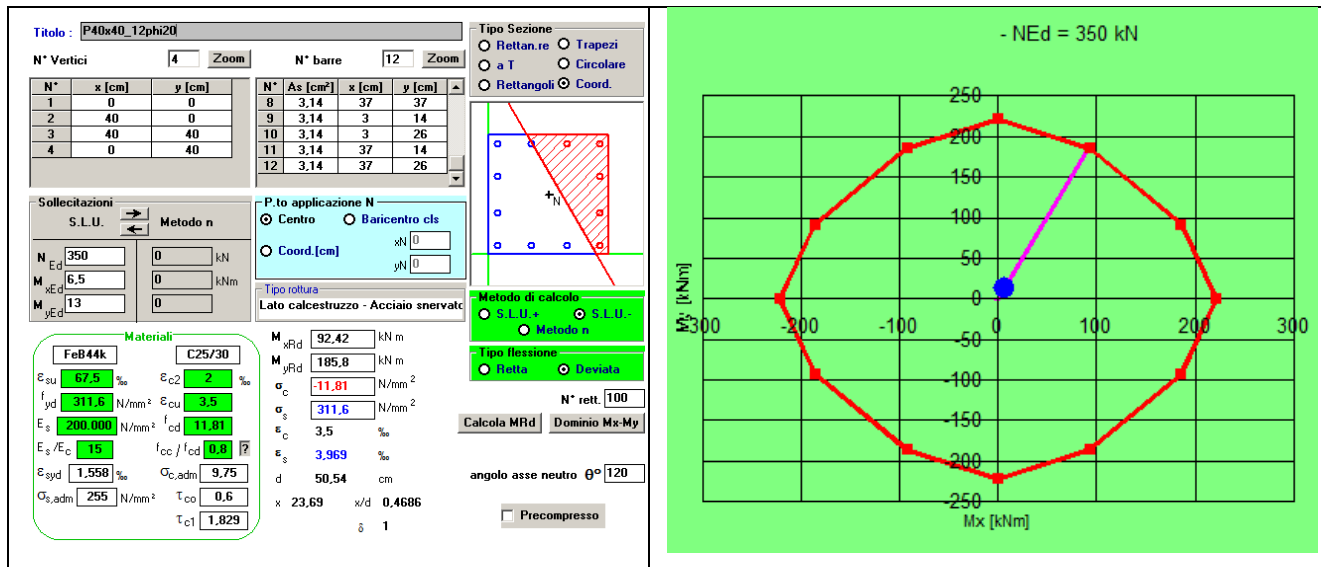 Titolo : P40x40_12phi20
N° Vertici 4 Zoom N° barre 12 Zoom
N° x [cm] y [cm]
1 0 0
2 40 0
3 40 40
4 0 40
N° As [cm²] x [cm] y [cm]
8 3,14 37 37
9 3,14 3 14
10 3,14 3 26
11 3,14 37 14
12 3,14 37 26
Tipo Sezione
Rettan.re Trapezi
a T Circolare
Rettangoli Coord.
N
Sollecitazioni
S.L.U. Metodo n
N Ed 350 0 kN
M xEd 6,5 0 kNm
M yEd 13 0
P.to applicazione N
Centro Baricentro cls
Coord.[cm] xN 0
yN 0
Tipo rottura
Lato calcestruzzo - Acciaio snervato
Metodo di calcolo
S.L.U.+ S.L.U.-
Metodo n
Tipo flessione
Retta Deviata
N° rett. 100
Calcola MRd Dominio Mx-My
angolo asse neutro θ° 120
Precompresso
Materiali
FeB44k C25/30
εsu 67,5 ‰ εc2 2 ‰
fyd 311,6 N/mm² εcu 3,5
Es 200.000 N/mm² fcd 11,81
Es /Ec 15 fcc / fcd 0,8 ?
εsyd 1,558 ‰ σc,adm 9,75
σs,adm 255 N/mm² τco 0,6
τc1 1,829
M xRd 92,42 kN m
M yRd 185,8 kN m
σc -11,81 N/mm²
σs 311,6 N/mm²
εc 3,5 ‰
εs 3,969 ‰
d 50,54 cm
x 23,69 x/d 0,4686
δ 1
- NEd = 350 kN
250
200
150
100
50
0
-50
-100
-150
-200
-250
-300 -200 -100 0 100 200 300
My [kNm]
Mx [kNm]